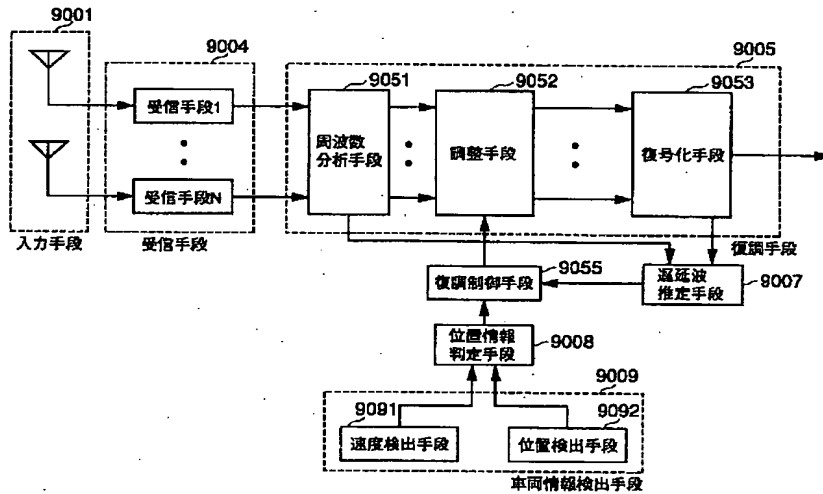 9001
9004
9005
9051
9052
9053
受信手段1
周波数
分析手段
調整手段
復号化手段
受信手段N
入力手段
受信手段
復調手段
9055
復調制御手段
遅延波
推定手段
9007
位置情報
判定手段
9008
9009
9091
9092
速度検出手段
位置検出手段
車両情報検出手段